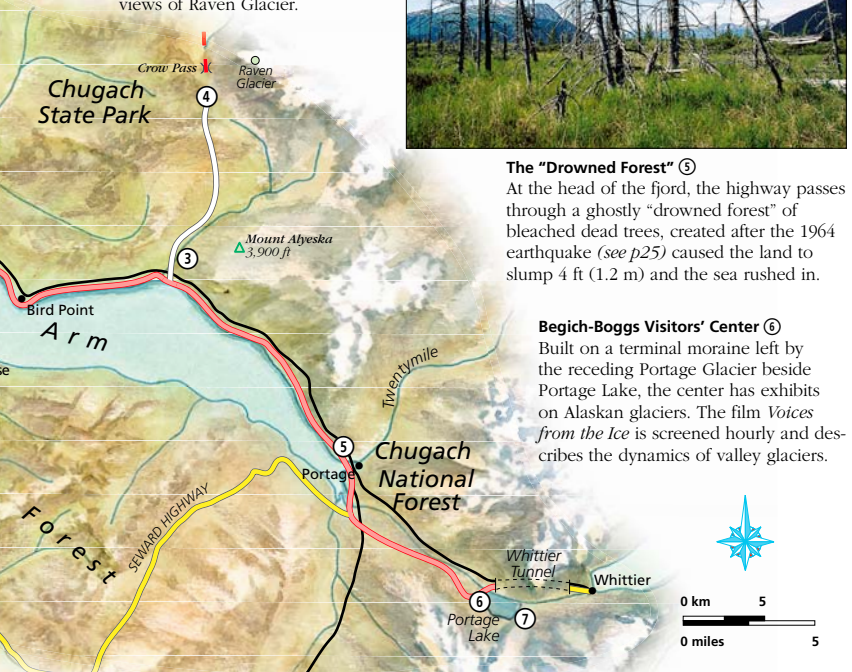 views of Raven Glacier.
Crow Pass
Raven
Glacier
Chugach
State Park
4
3
Mount Alyeska
3,900 ft
Bird Point
Arm
se
Twentymile
5
Portage
Chugach
National
Forest
SEWARD HIGHWAY
Forest
Whittier
Tunnel
Whittier
6
Portage
Lake
7
The “Drowned Forest” 5
At the head of the fjord, the highway passes
through a ghostly “drowned forest” of
bleached dead trees, created after the 1964
earthquake (see p25) caused the land to
slump 4 ft (1.2 m) and the sea rushed in.
Begich-Boggs Visitors’ Center 6
Built on a terminal moraine left by
the receding Portage Glacier beside
Portage Lake, the center has exhibits
on Alaskan glaciers. The film Voices
from the Ice is screened hourly and des-
cribes the dynamics of valley glaciers.
0 km 5
0 miles 5